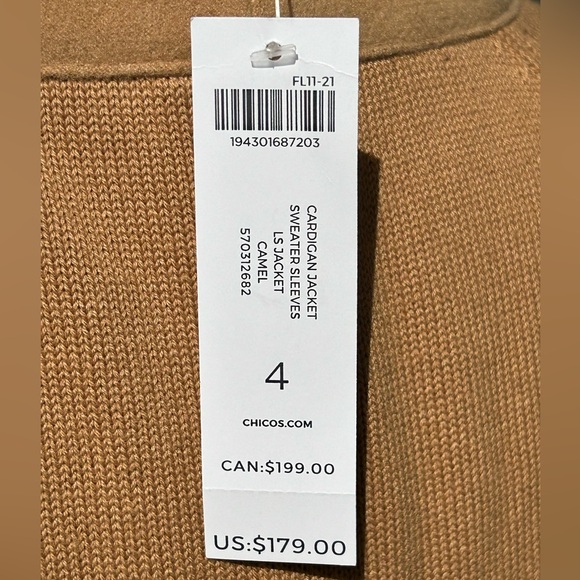 FL11-21
194301687203
CARDIGAN JACKET
SWEATER SLEEVES
LS JACKET
CAMEL
570312682
4
CHICOS.COM
CAN:$199.00
US:$179.00